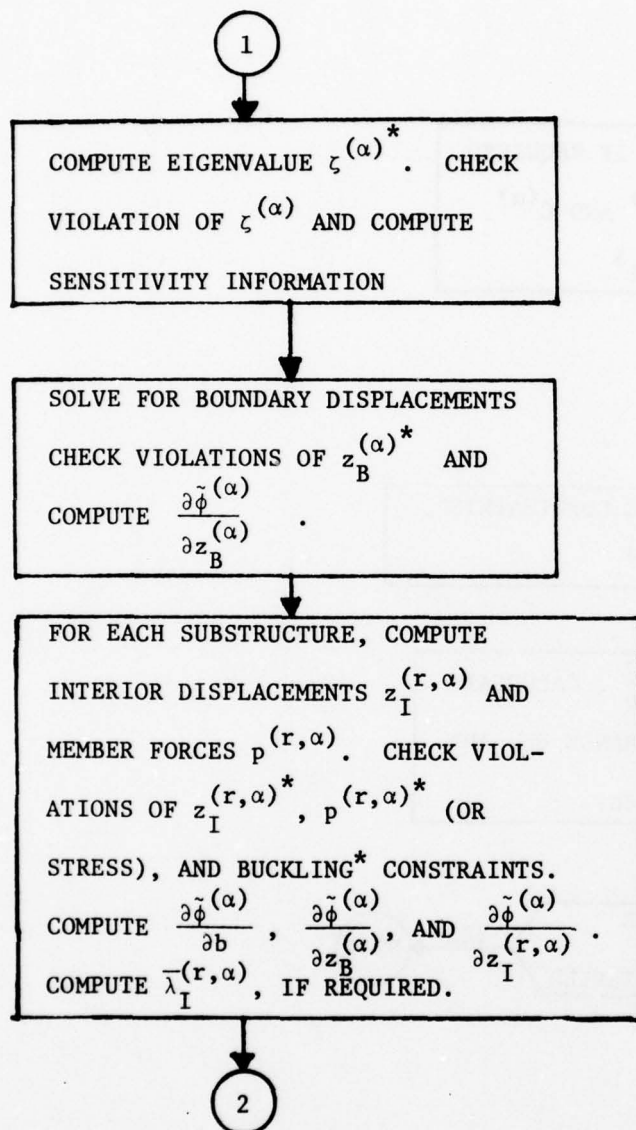 1
COMPUTE EIGENVALUE ζ^(α)*. CHECK
VIOLATION OF ζ^(α) AND COMPUTE
SENSITIVITY INFORMATION
SOLVE FOR BOUNDARY DISPLACEMENTS
CHECK VIOLATIONS OF z_B^(α)* AND
COMPUTE ∂φ̃^(α)/∂z_B^(α) .
FOR EACH SUBSTRUCTURE, COMPUTE
INTERIOR DISPLACEMENTS z_I^(r,α) AND
MEMBER FORCES p^(r,α). CHECK VIOL-
ATIONS OF z_I^(r,α)*, p^(r,α)* (OR
STRESS), AND BUCKLING* CONSTRAINTS.
COMPUTE ∂φ̃^(α)/∂b , ∂φ̃^(α)/∂z_B^(α), AND ∂φ̃^(α)/∂z_I^(r,α) .
COMPUTE λ̄_I^(r,α), IF REQUIRED.
2